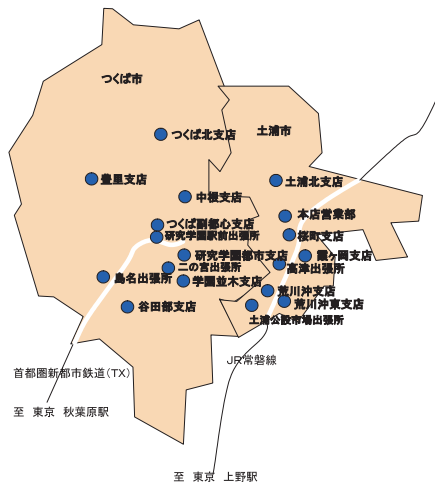 つくば市
つくば北支店
土浦市
豊里支店
土浦北支店
中根支店
本店営業部
つくば副都心支店
桜町支店
研究学園駅前出張所
研究学園都市支店
霞ヶ岡支店
二の宮出張所
高津出張所
島名出張所
学園並木支店
荒川沖支店
谷田部支店
荒川沖東支店
土浦公設市場出張所
JR常磐線
首都圏新都市鉄道(TX)
至 東京 秋葉原駅
至 東京 上野駅